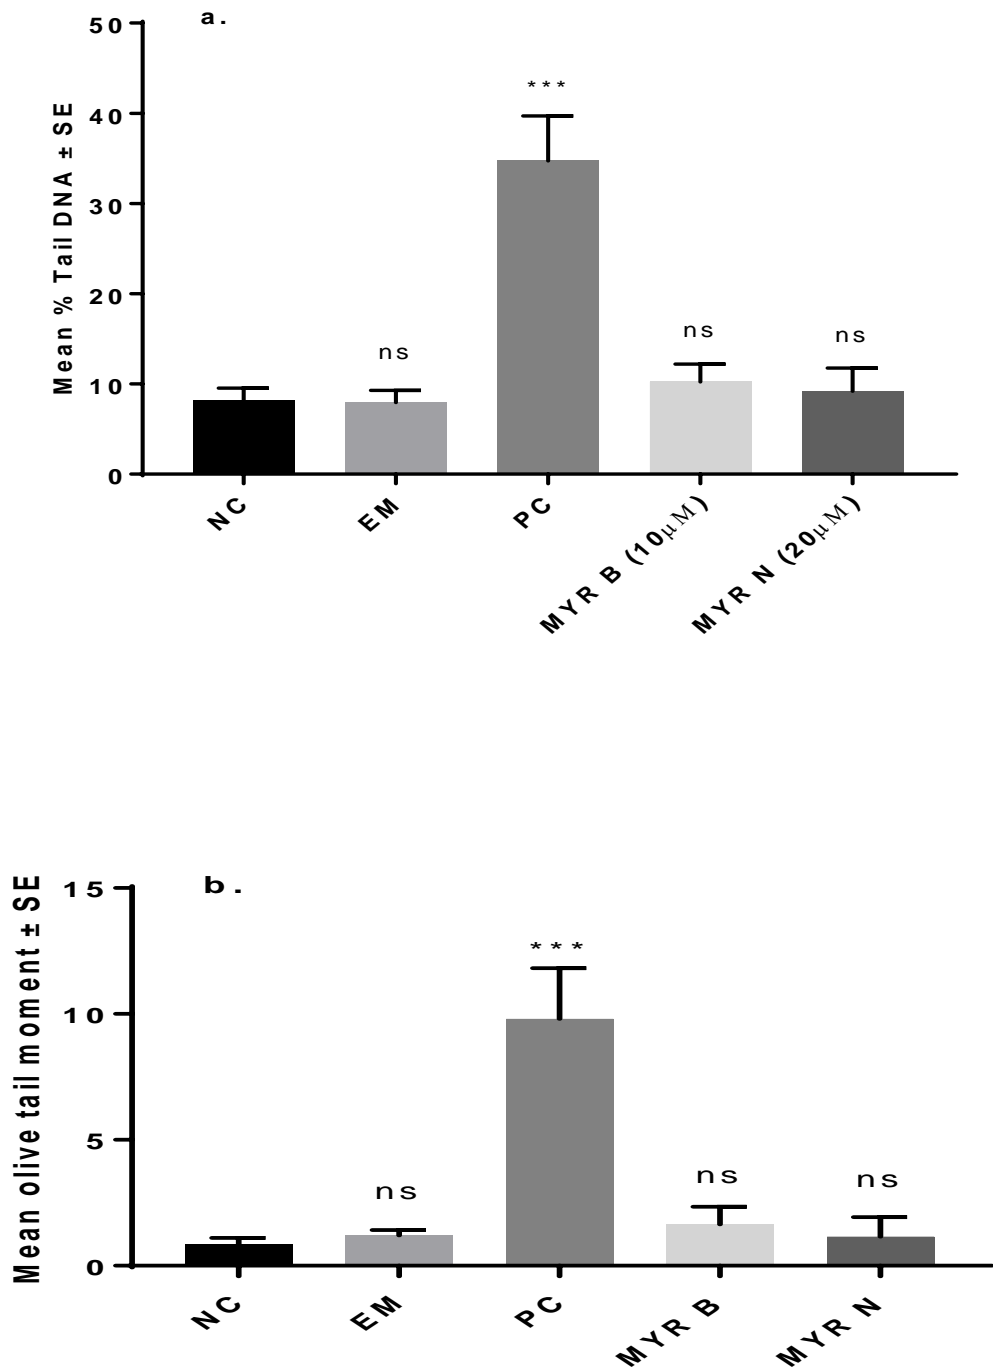 a.
Mean % Tail DNA ± SE
50
40
30
20
10
0
***
ns
ns
ns
NC
EM
PC
MYR B (10μM)
MYR N (20μM)
b.
Mean olive tail moment ± SE
15
10
5
0
***
ns
ns
ns
NC
EM
PC
MYR B
MYR N